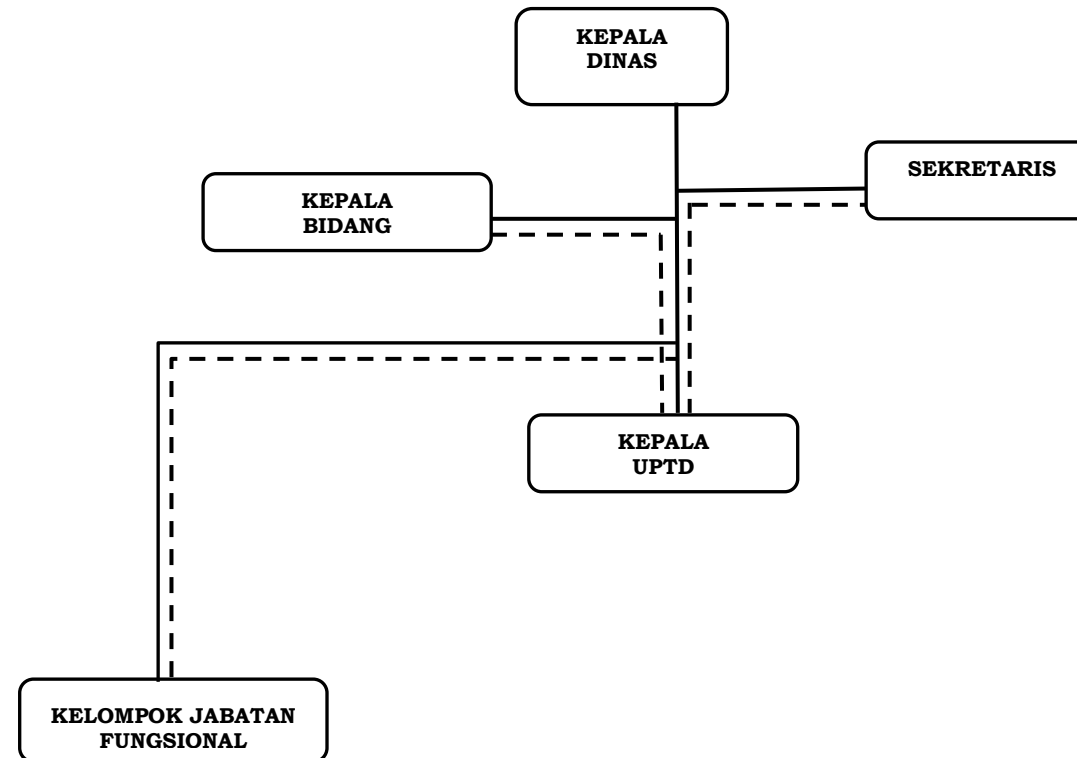 KEPALA
DINAS
SEKRETARIS
KEPALA
BIDANG
KEPALA
UPTD
KELOMPOK JABATAN
FUNGSIONAL